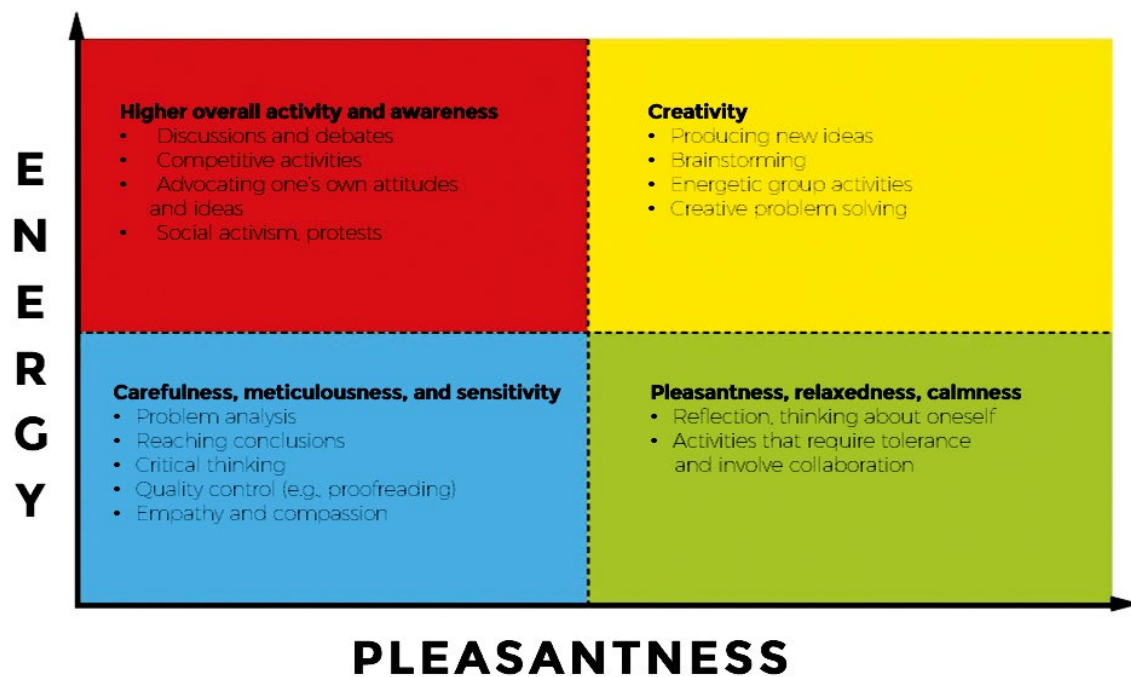 ENERGY
Higher overall activity and awareness
• Discussions and debates
• Competitive activities
• Advocating one's own attitudes
and ideas
• Social activism, protests
Creativity
• Producing new ideas
• Brainstorming
• Energetic group activities
• Creative problem solving
Carefulness, meticulousness, and sensitivity
• Problem analysis
• Reaching conclusions
• Critical thinking
• Quality control (e.g., proofreading)
• Empathy and compassion
Pleasantness, relaxedness, calmness
• Reflection, thinking about oneself
• Activities that require tolerance
and involve collaboration
PLEASANTNESS